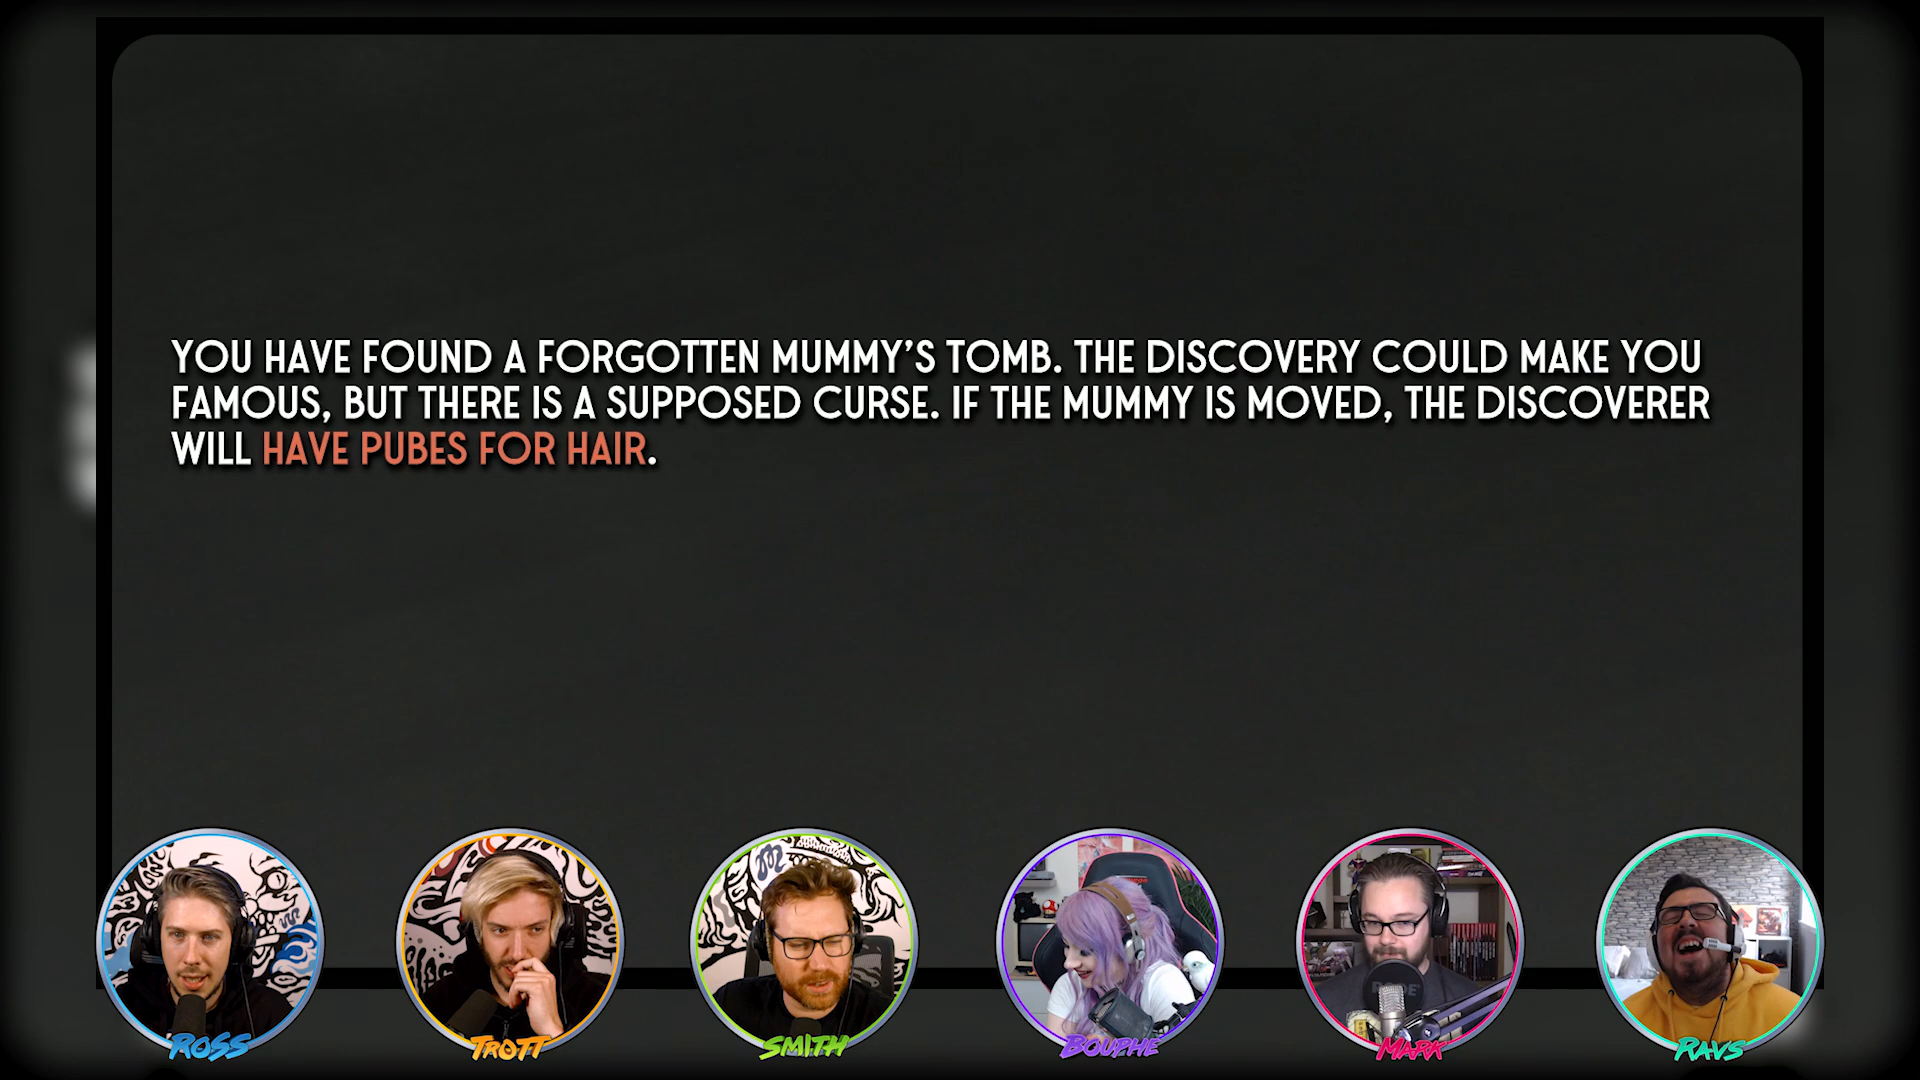 YOU HAVE FOUND A FORGOTTEN MUMMY'S TOMB. THE DISCOVERY COULD MAKE YOU
FAMOUS, BUT THERE IS A SUPPOSED CURSE. IF THE MUMMY IS MOVED, THE DISCOVERER
WILL HAVE PUBES FOR HAIR.
ROSS
TROTT
SMITH
BOUPHE
MARK
RAVS